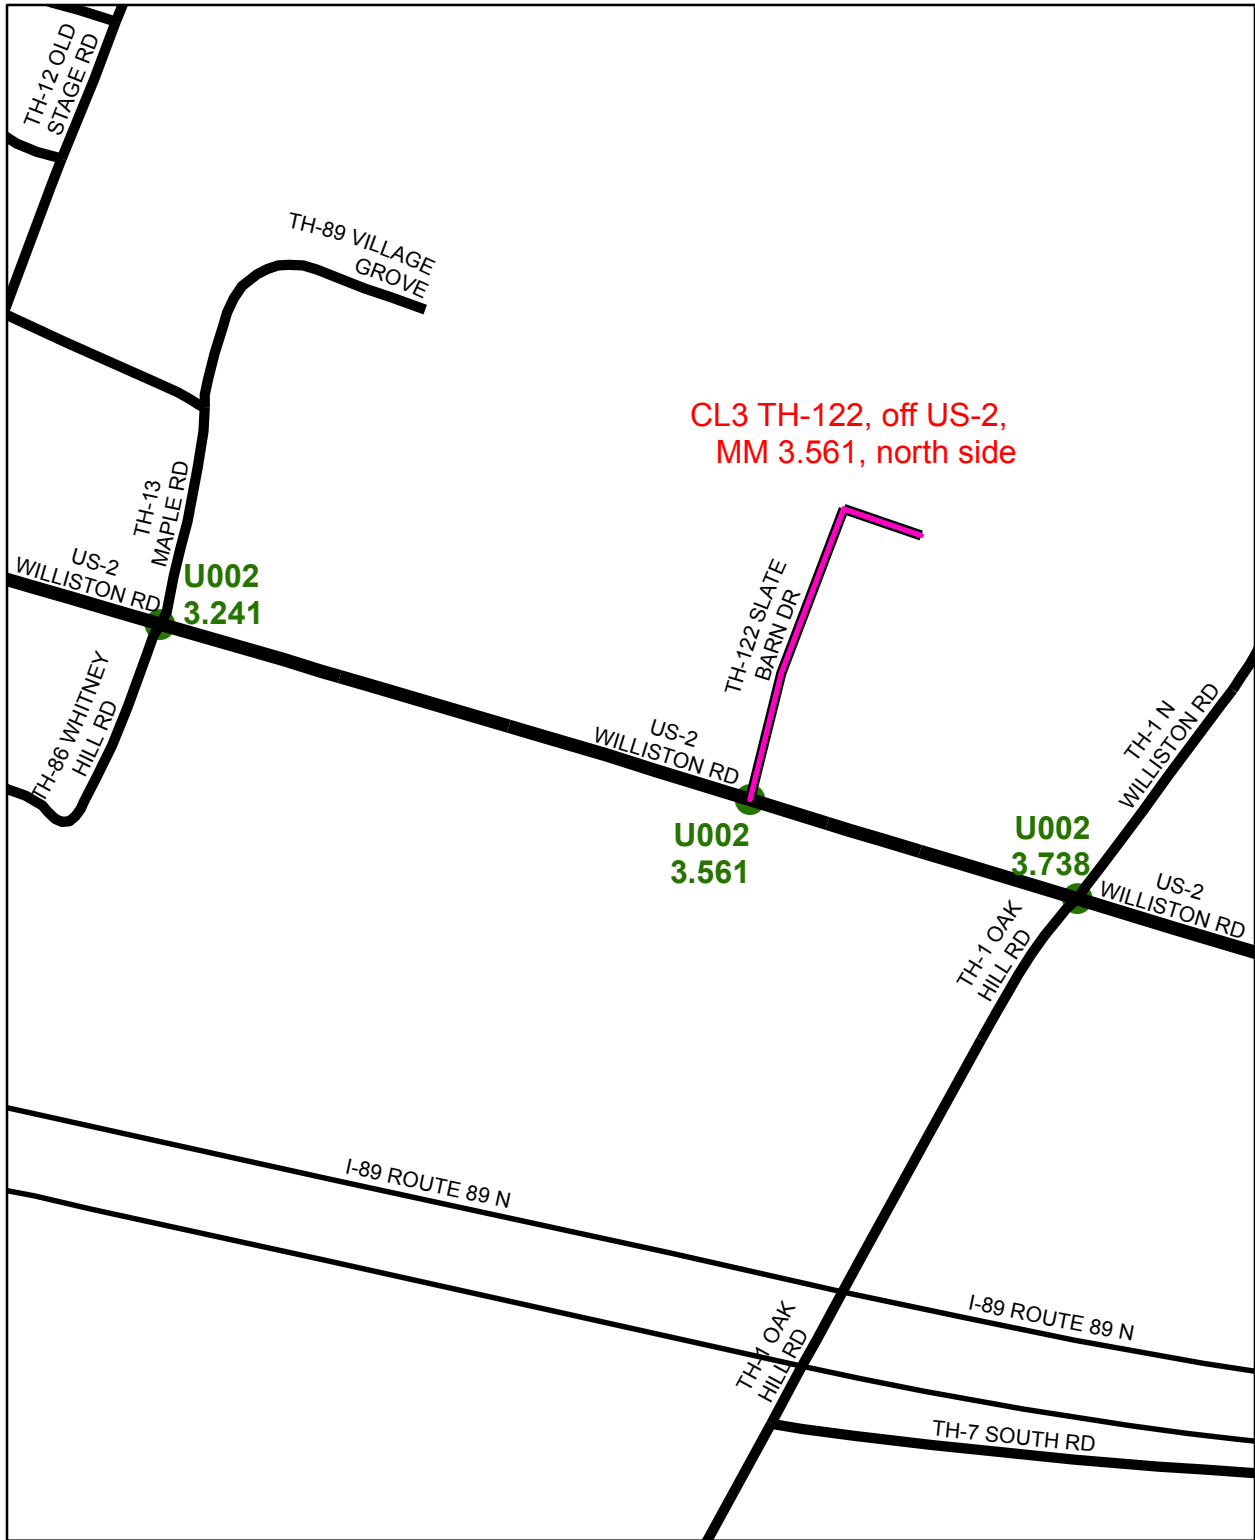 TH-12 OLD
STAGE RD
TH-89 VILLAGE
GROVE
CL3 TH-122, off US-2,
MM 3.561, north side
TH-13
MAPLE RD
US-2
WILLISTON RD
U002
3.241
TH-86 WHITNEY
HILL RD
TH-122 SLATE
BARN DR
US-2
WILLISTON RD
TH-1 N
WILLISTON RD
U002
3.561
U002
3.738
US-2
WILLISTON RD
TH-1 OAK
HILL RD
I-89 ROUTE 89 N
I-89 ROUTE 89 N
TH-1 OAK
HILL RD
TH-7 SOUTH RD